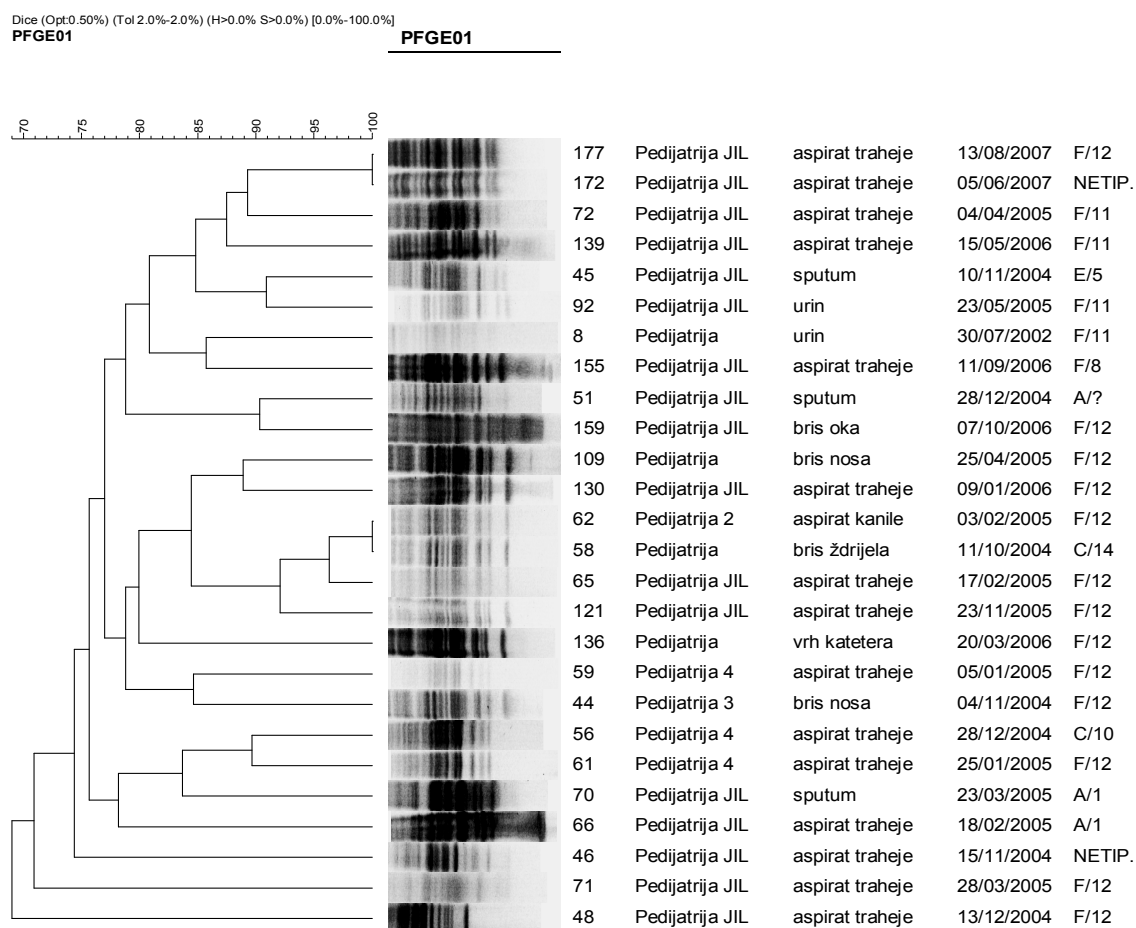 Dice (Opt:0.50%) (Tol 2.0%-2.0%) (H>0.0% S>0.0%) [0.0%-100.0%]
PFGE01 PFGE01
70 75 80 85 90 95 100
177 Pedijatrija JIL aspirat traheje 13/08/2007 F/12
172 Pedijatrija JIL aspirat traheje 05/06/2007 NETIP.
72 Pedijatrija JIL aspirat traheje 04/04/2005 F/11
139 Pedijatrija JIL aspirat traheje 15/05/2006 F/11
45 Pedijatrija JIL sputum 10/11/2004 E/5
92 Pedijatrija JIL urin 23/05/2005 F/11
8 Pedijatrija urin 30/07/2002 F/11
155 Pedijatrija JIL aspirat traheje 11/09/2006 F/8
51 Pedijatrija JIL sputum 28/12/2004 A/?
159 Pedijatrija JIL bris oka 07/10/2006 F/12
109 Pedijatrija bris nosa 25/04/2005 F/12
130 Pedijatrija JIL aspirat traheje 09/01/2006 F/12
62 Pedijatrija 2 aspirat kanile 03/02/2005 F/12
58 Pedijatrija bris ždrijela 11/10/2004 C/14
65 Pedijatrija JIL aspirat traheje 17/02/2005 F/12
121 Pedijatrija JIL aspirat traheje 23/11/2005 F/12
136 Pedijatrija vrh katetera 20/03/2006 F/12
59 Pedijatrija 4 aspirat traheje 05/01/2005 F/12
44 Pedijatrija 3 bris nosa 04/11/2004 F/12
56 Pedijatrija 4 aspirat traheje 28/12/2004 C/10
61 Pedijatrija 4 aspirat traheje 25/01/2005 F/12
70 Pedijatrija JIL sputum 23/03/2005 A/1
66 Pedijatrija JIL aspirat traheje 18/02/2005 A/1
46 Pedijatrija JIL aspirat traheje 15/11/2004 NETIP.
71 Pedijatrija JIL aspirat traheje 28/03/2005 F/12
48 Pedijatrija JIL aspirat traheje 13/12/2004 F/12